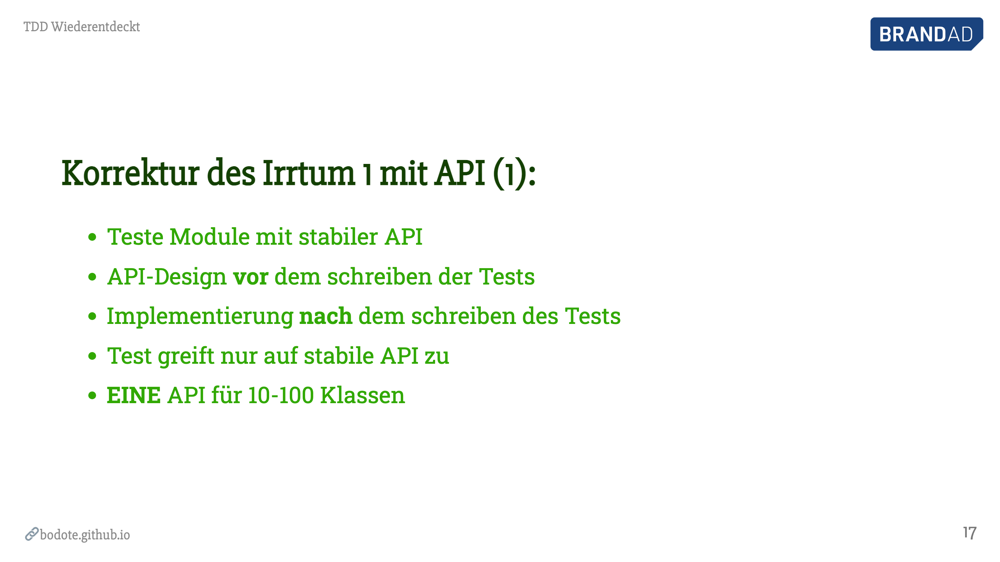 TDD Wiederentdeckt
BRANDAD
Korrektur des Irrtum 1 mit API (1):
• Teste Module mit stabiler API
• API-Design vor dem schreiben der Tests
• Implementierung nach dem schreiben des Tests
• Test greift nur auf stabile API zu
• EINE API für 10-100 Klassen
bodote.github.io
17